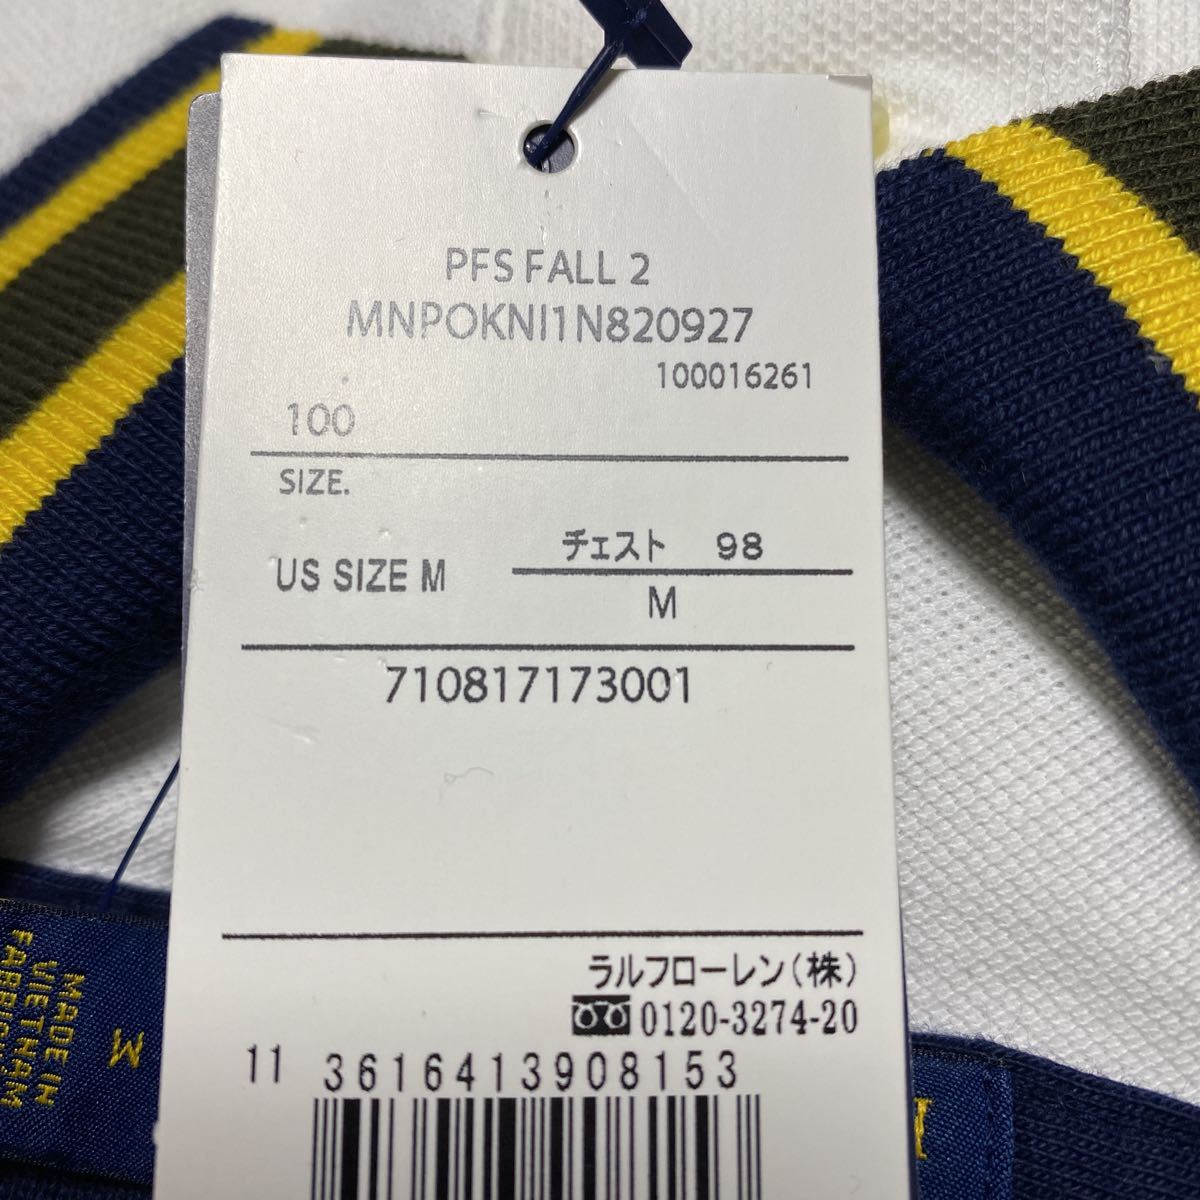 PFS FALL 2
MNPOKNI1N820927
100016261
100
SIZE.
US SIZE M
チェスト 98
M
710817173001
ラルフローレン(株)
0120-3274-20
11 3616413908153
MADE IN
VIETNAM
M